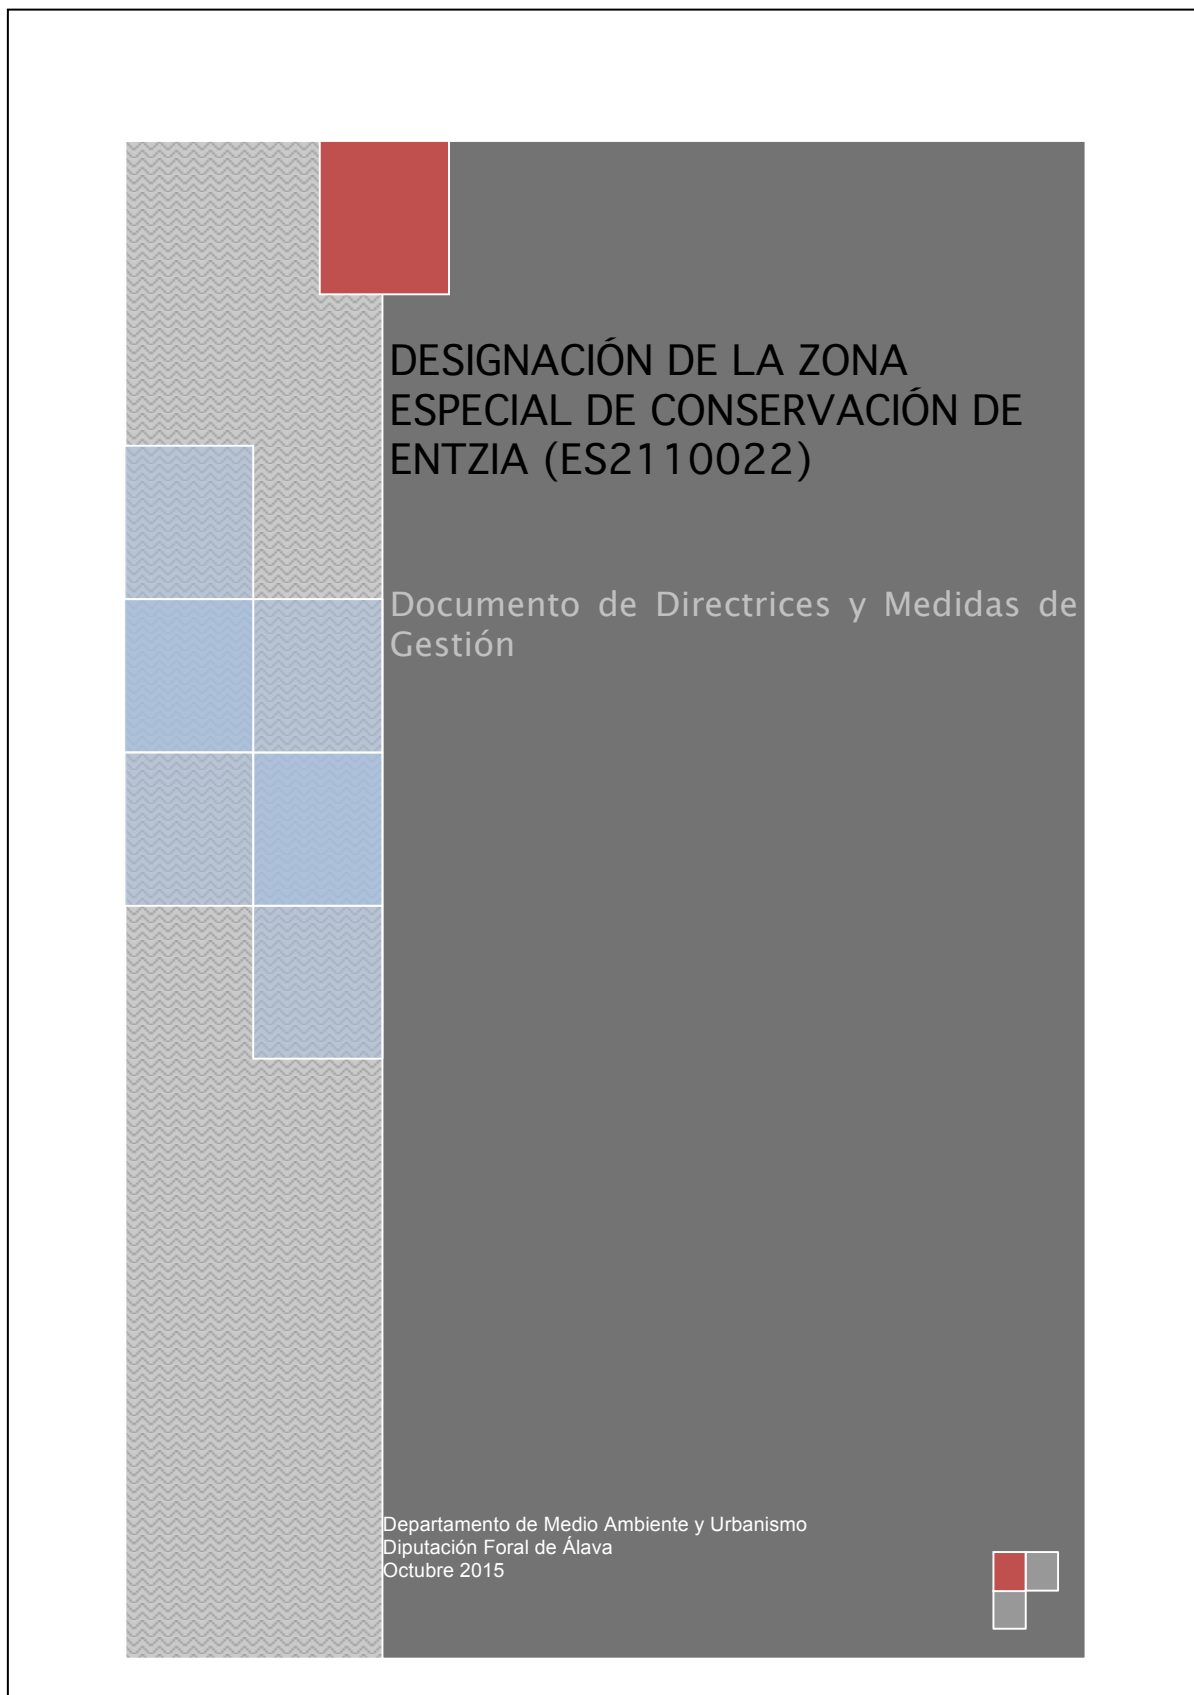 DESIGNACIÓN DE LA ZONA
ESPECIAL DE CONSERVACIÓN DE
ENTZIA (ES2110022)
Documento de Directrices y Medidas de
Gestión
Departamento de Medio Ambiente y Urbanismo
Diputación Foral de Álava
Octubre 2015